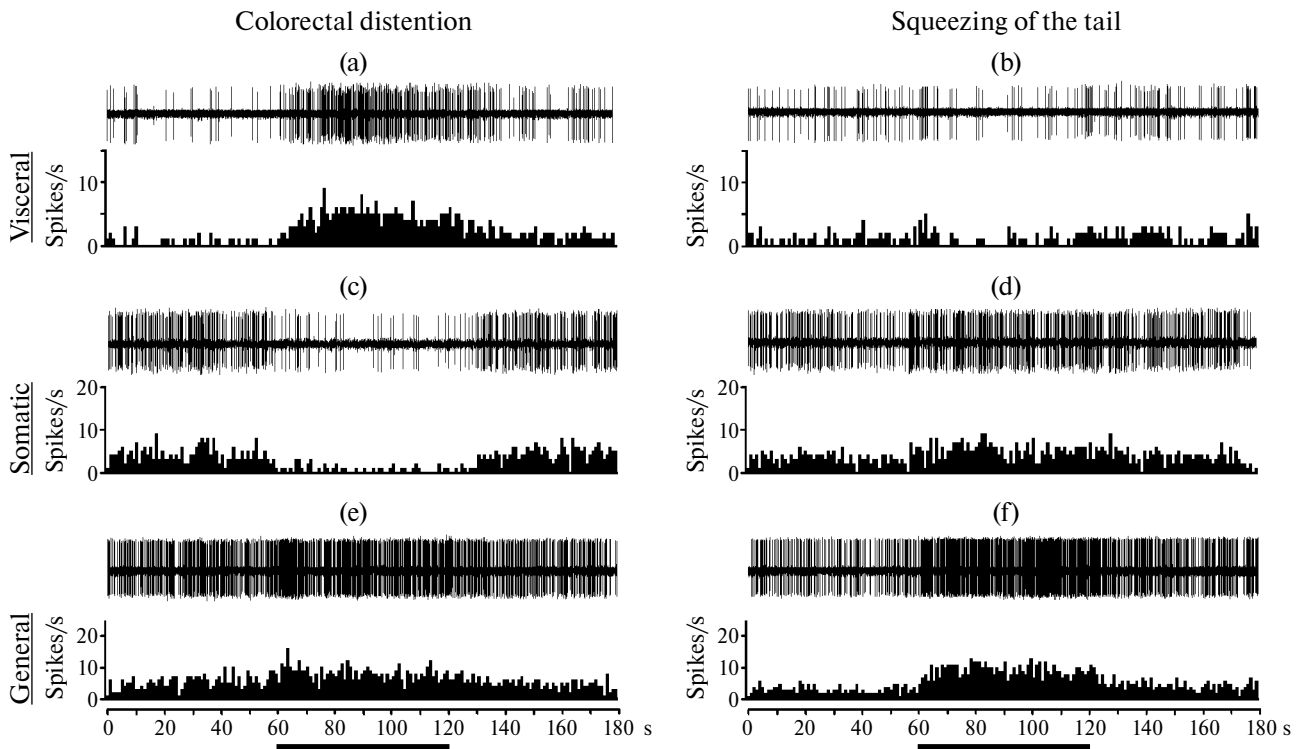 Colorectal distention
Squeezing of the tail
(a)
(b)
Visceral
Spikes/s
10
0
Spikes/s
10
0
(c)
(d)
Somatic
Spikes/s
20
10
0
Spikes/s
20
10
0
(e)
(f)
General
Spikes/s
20
10
0
Spikes/s
20
10
0
0 20 40 60 80 100 120 140 160 180 s
0 20 40 60 80 100 120 140 160 180 s